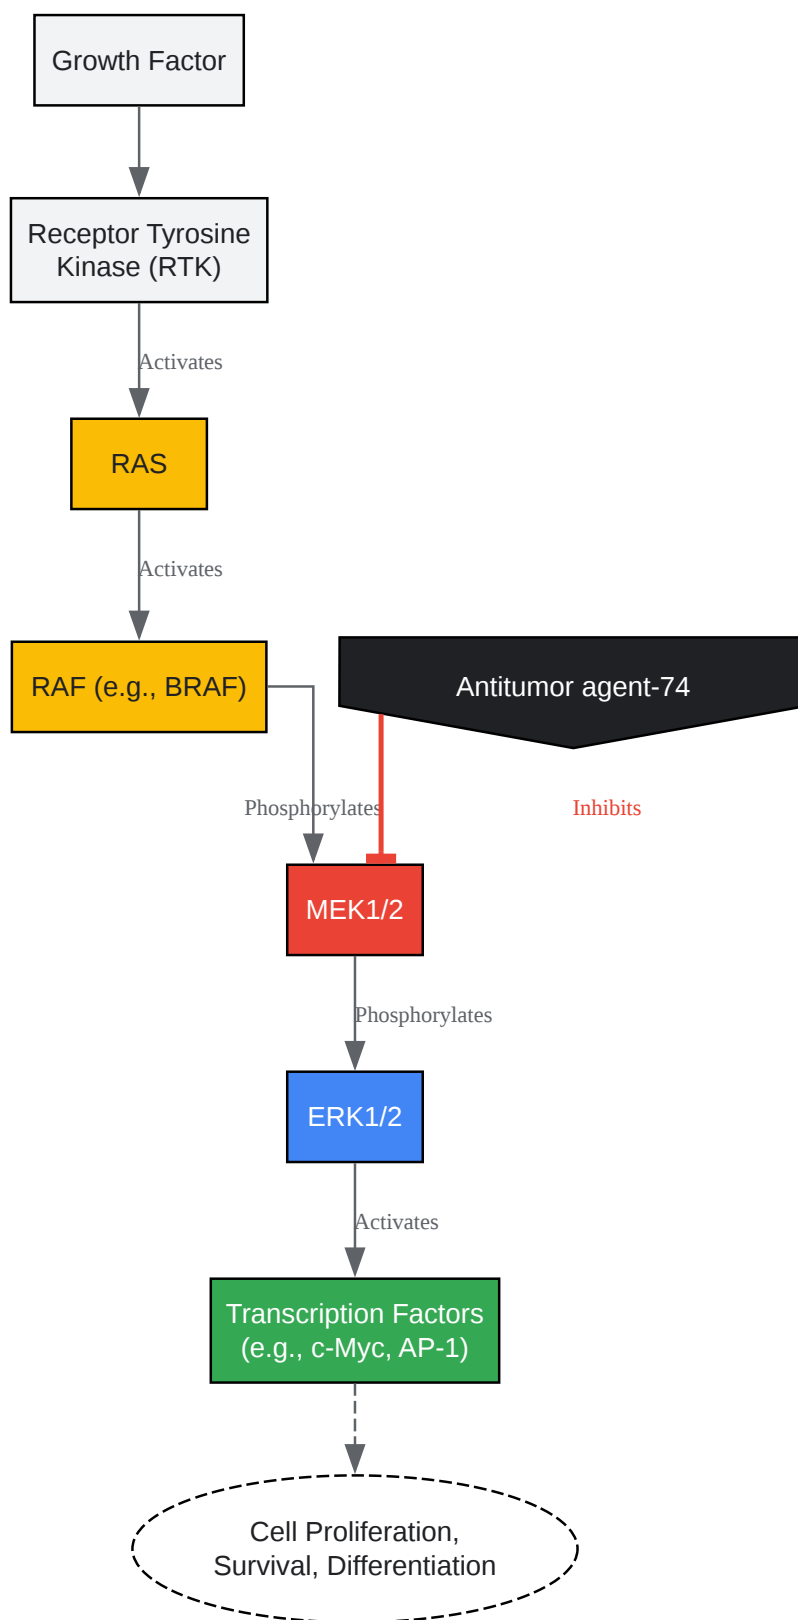 Growth Factor
Receptor Tyrosine
Kinase (RTK)
Activates
RAS
Activates
RAF (e.g., BRAF)
Antitumor agent-74
Phosphorylates
Inhibits
MEK1/2
Phosphorylates
ERK1/2
Activates
Transcription Factors
(e.g., c-Myc, AP-1)
Cell Proliferation,
Survival, Differentiation